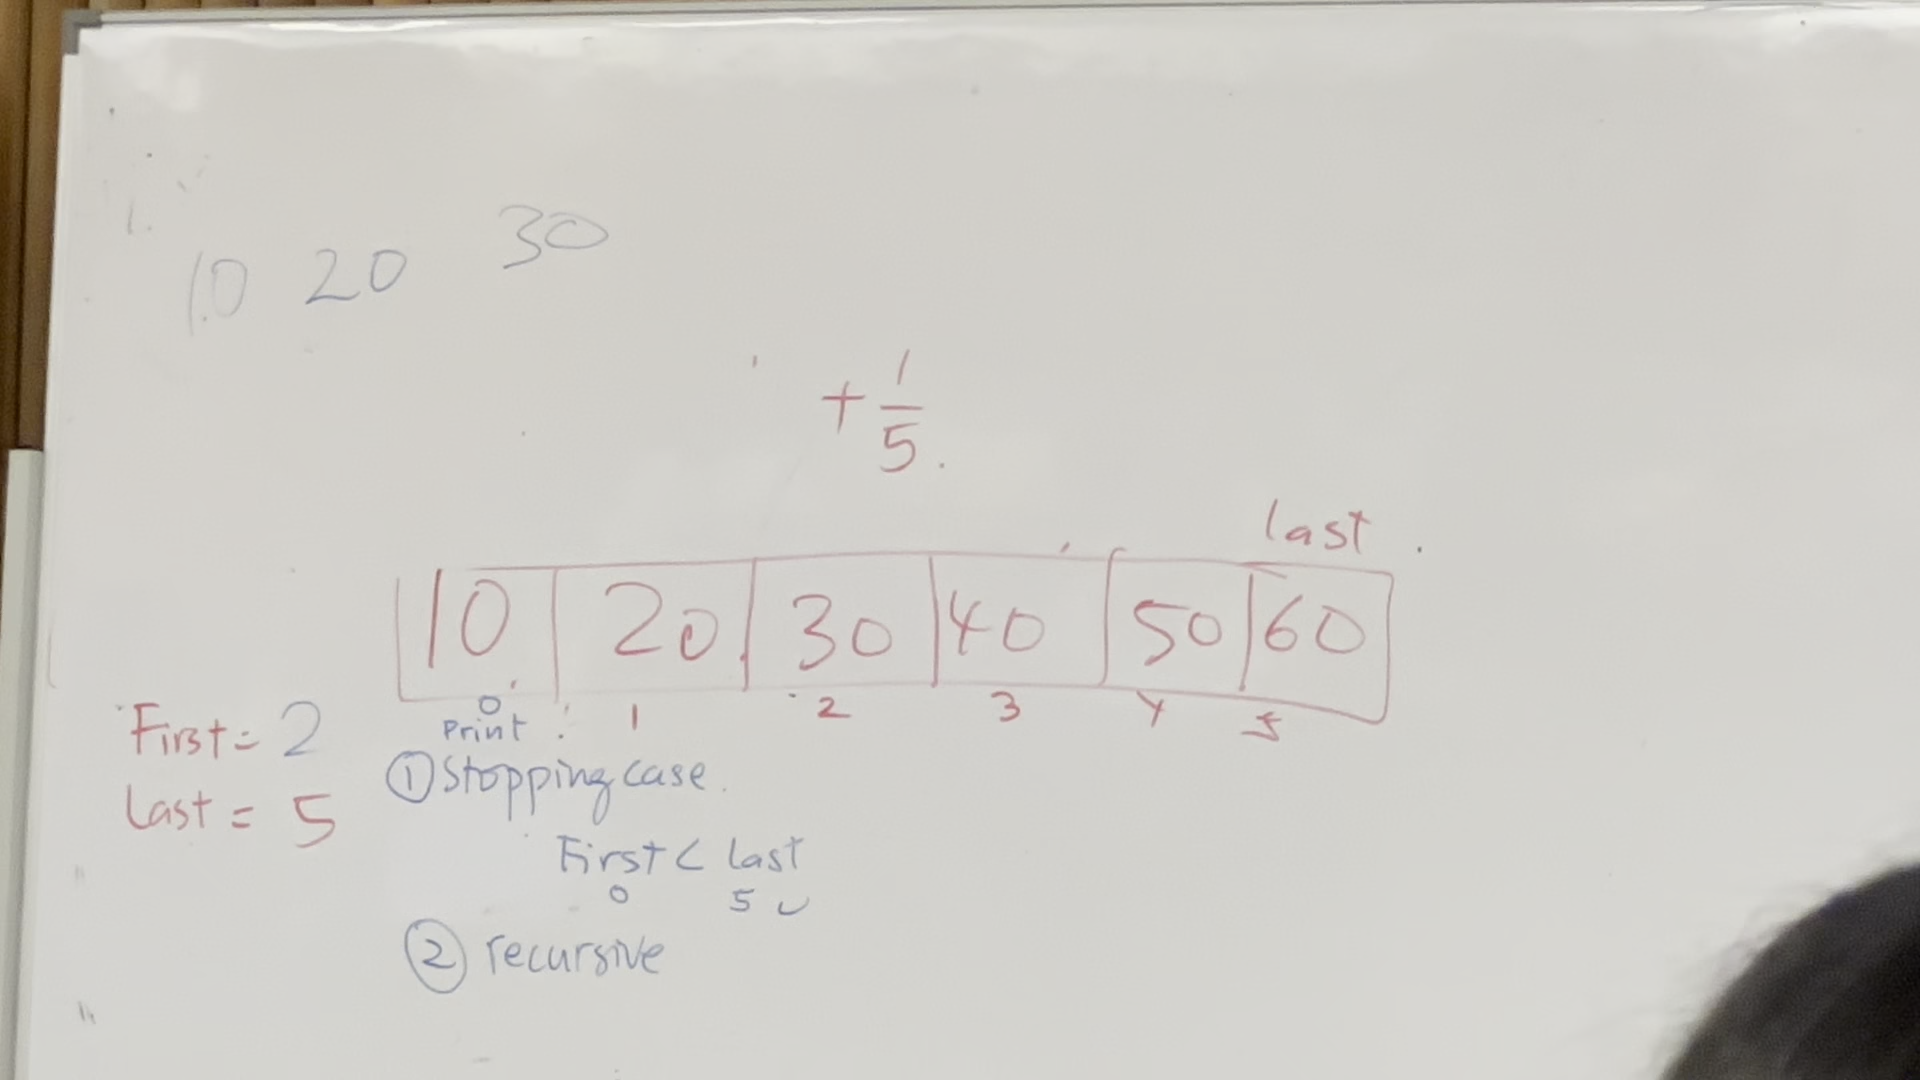 10 20 30
+ 1/5
last
10 20 30 40 50 60
0 1 2 3 4 5
Print
First = 2
Last = 5
① Stopping case
First < last
0 5
② recursive